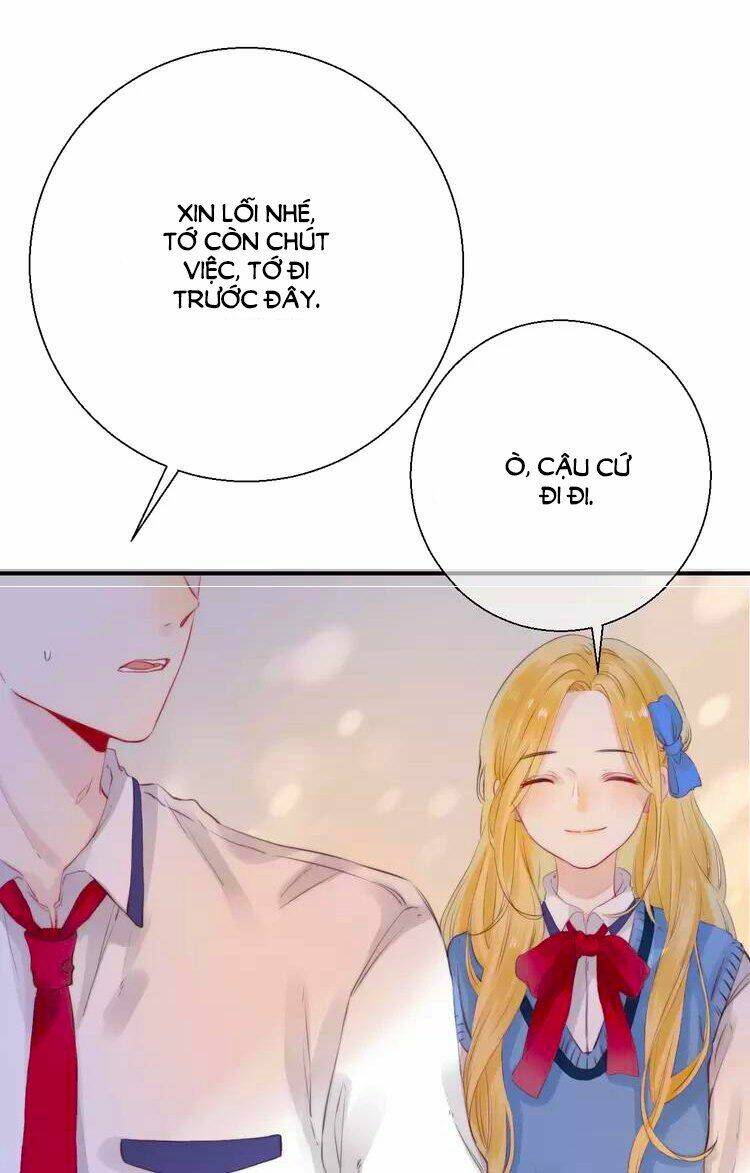 XIN LỖI NHÉ,
TỚ CÒN CHÚT
VIỆC, TỚ ĐI
TRƯỚC ĐÂY.
Ò, CẬU CỨ
ĐI ĐI.